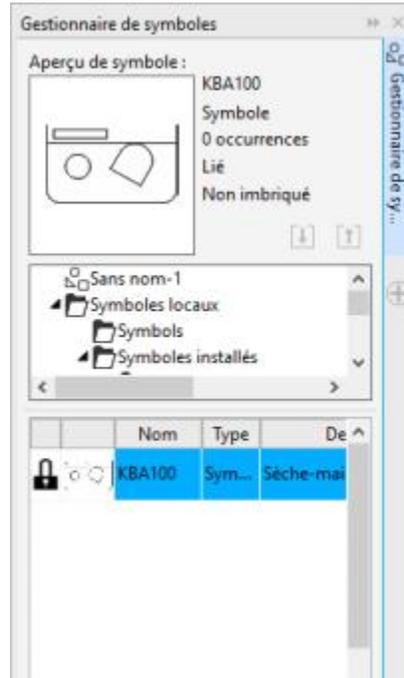 Gestionnaire de symboles
Aperçu de symbole :
KBA100
Symbole
0 occurrences
Lié
Non imbriqué
Sans nom-1
Symboles locaux
Symbols
Symboles installés
Nom Type De
KBA100 Sym... Sèche-mai
Gestionnaire de sy...